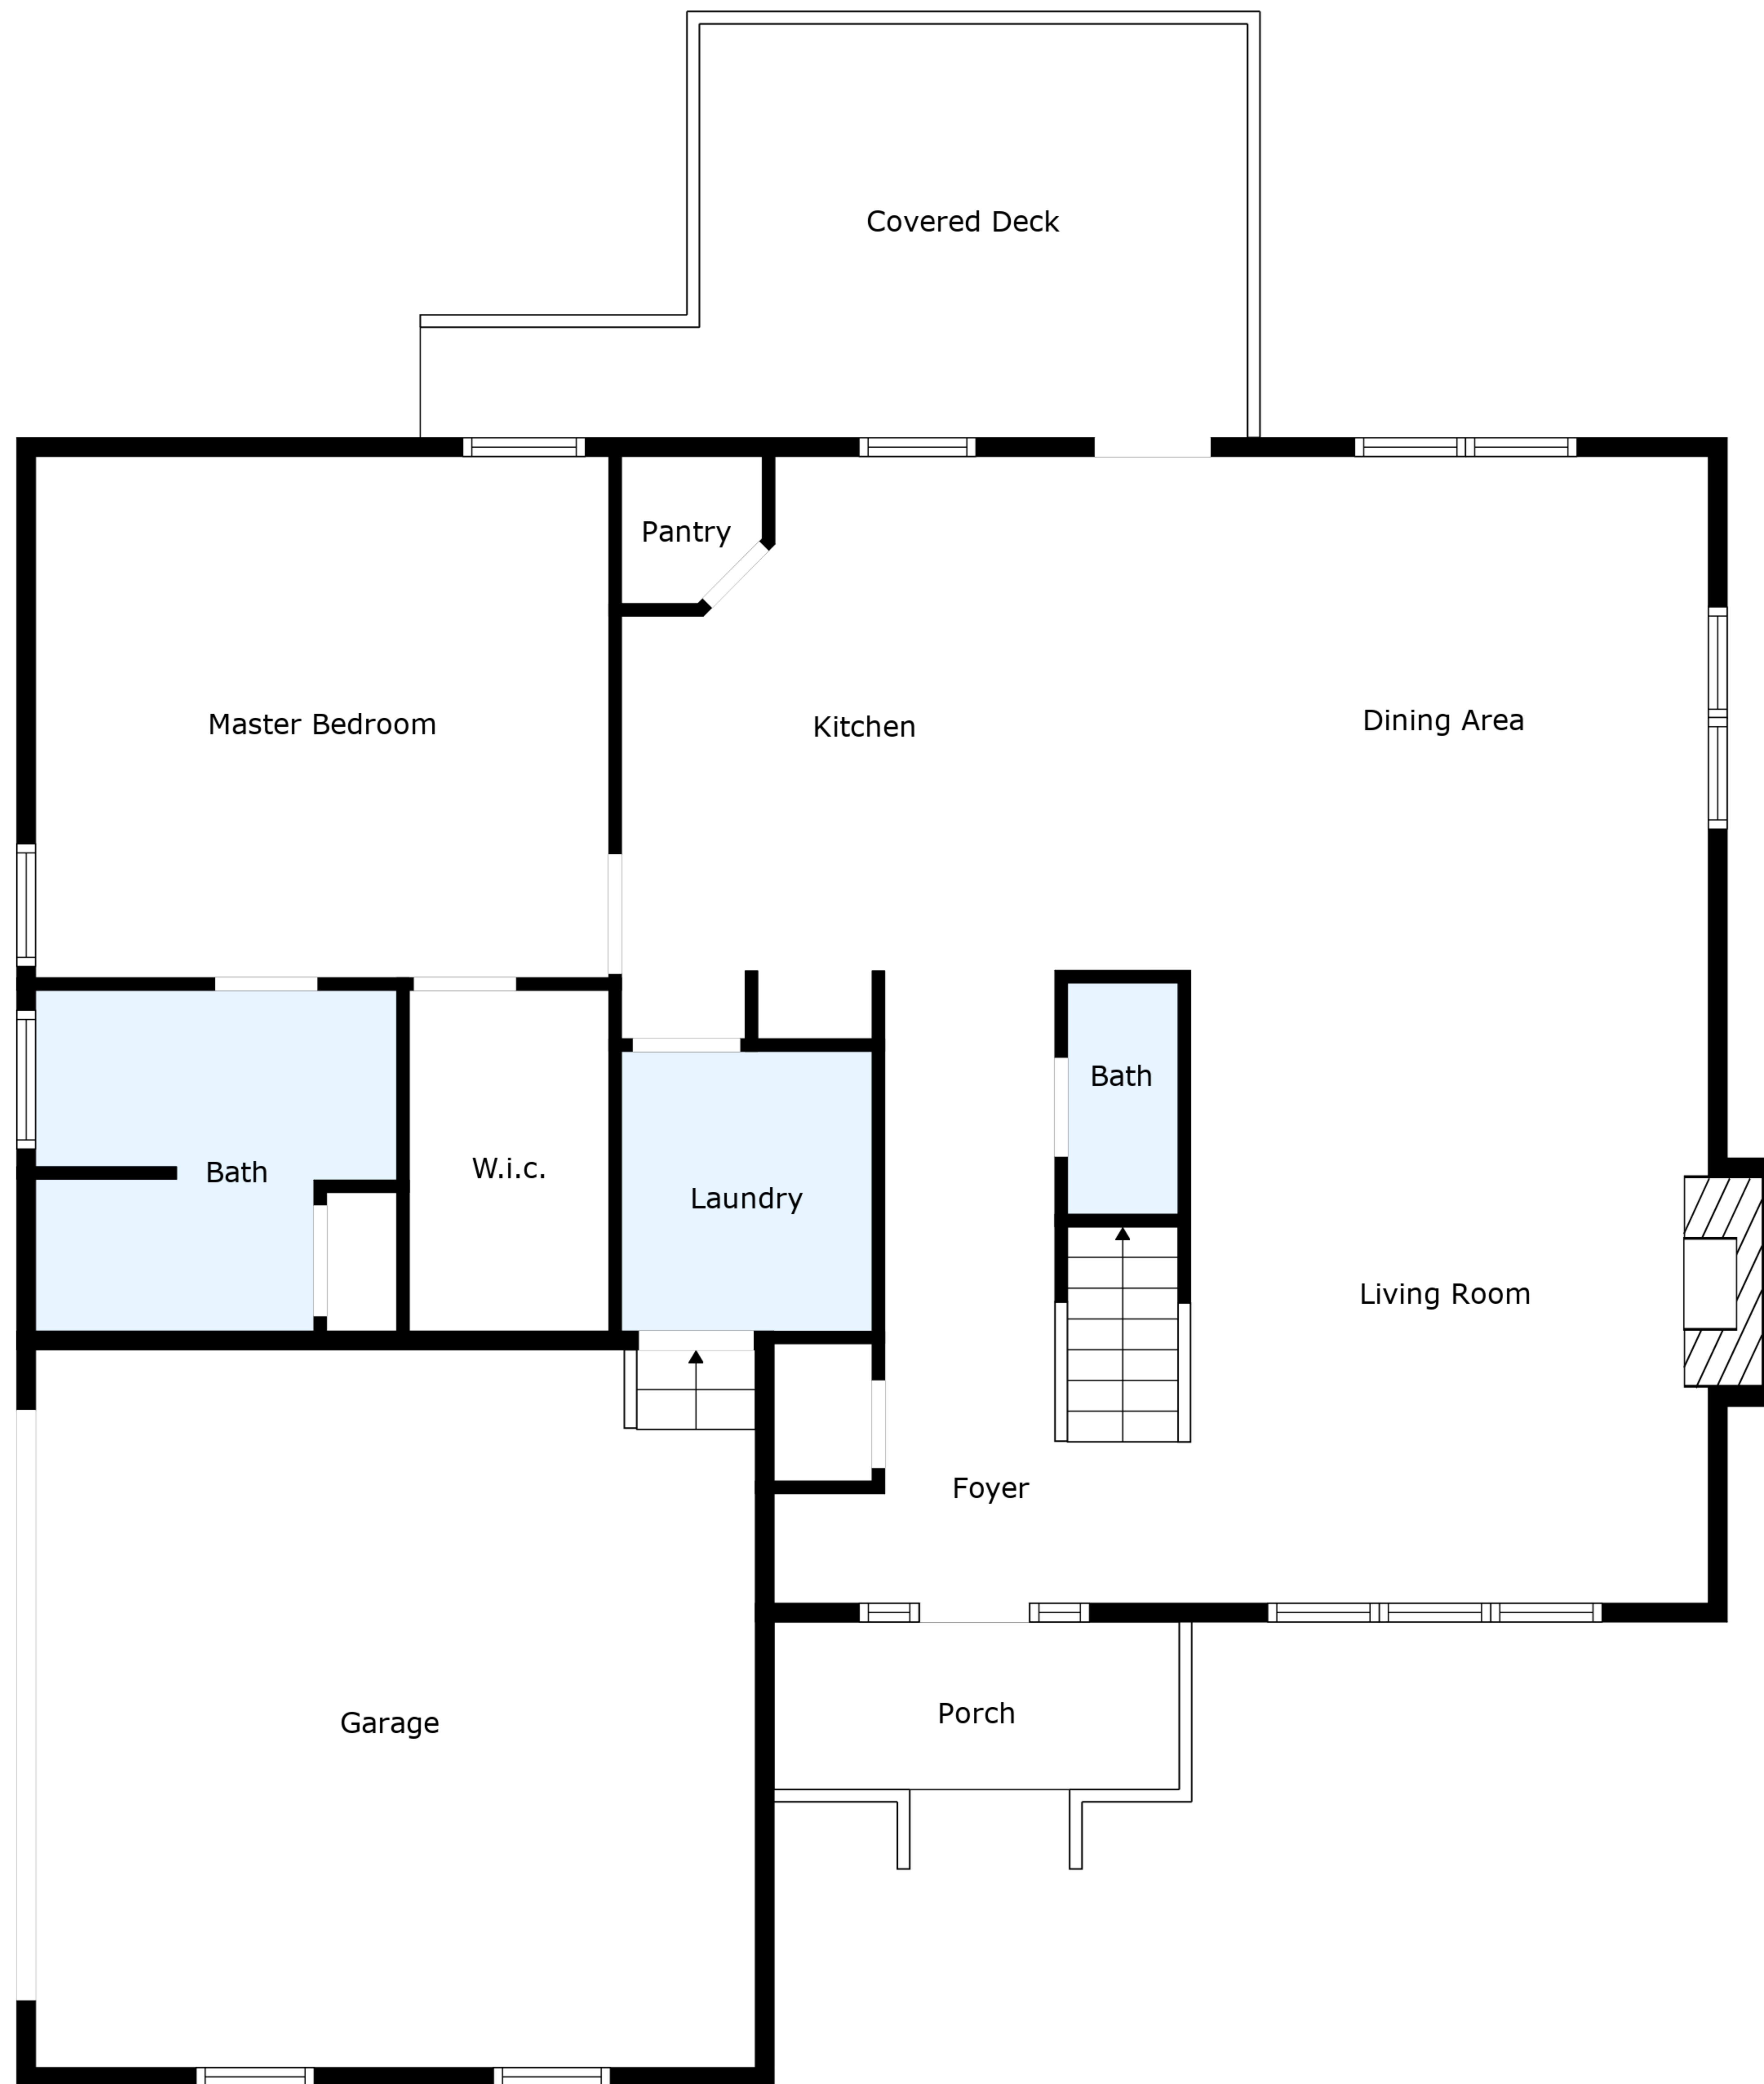 Covered Deck
Pantry
Master Bedroom
Kitchen
Dining Area
Bath
Bath
W.i.c.
Laundry
Living Room
Foyer
Porch
Garage